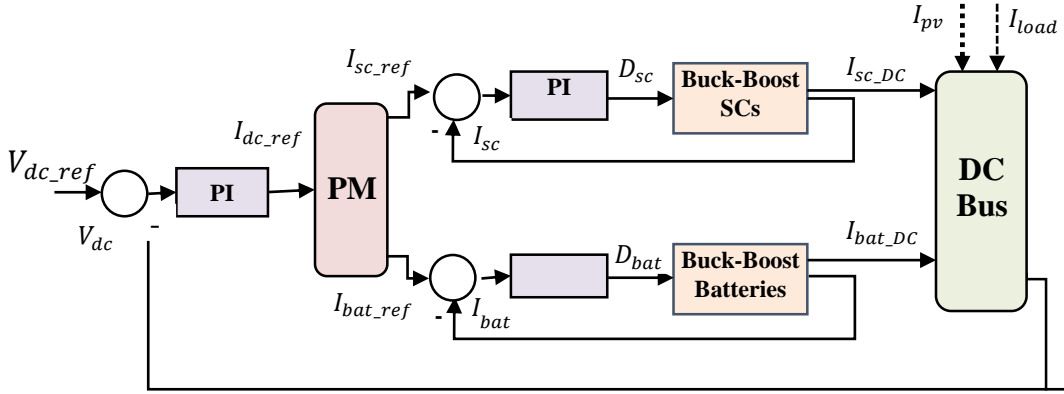 I_pv
I_load
I_sc_ref
D_sc
I_sc_DC
PI
Buck-Boost
SCs
-
I_sc
I_dc_ref
V_dc_ref
PI
PM
DC
Bus
-
V_dc
I_bat_DC
D_bat
Buck-Boost
Batteries
I_bat_ref
-
I_bat